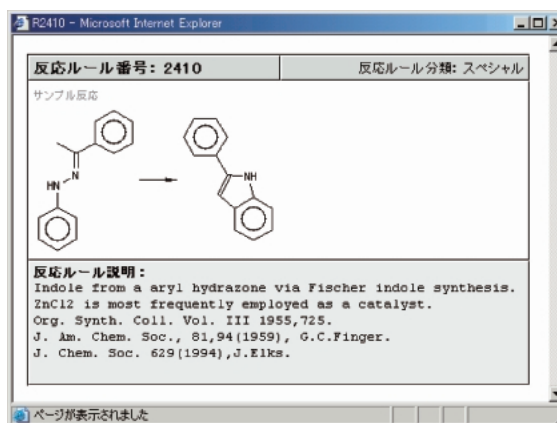 R2410 - Microsoft Internet Explorer
反応ルール番号: 2410
反応ルール分類: スペシャル
サンプル反応
HN
N
NH
反応ルール説明：
Indole from a aryl hydrazone via Fischer indole synthesis.
ZnCl2 is most frequently employed as a catalyst.
Org. Synth. Coll. Vol. III 1955,725.
J. Am. Chem. Soc., 81,94(1959), G.C.Finger.
J. Chem. Soc. 629(1994),J.Elks.
ページが表示されました